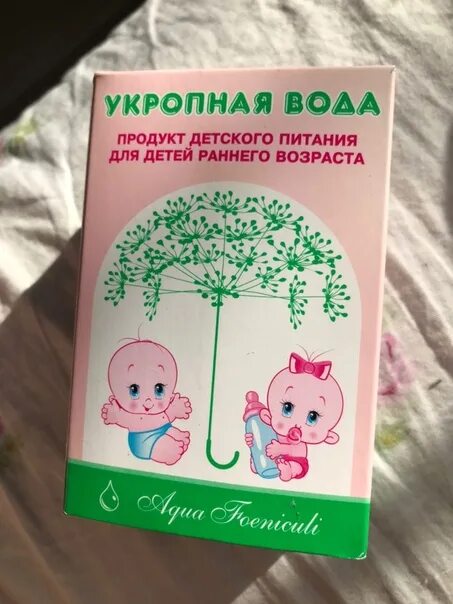 УКРОПНАЯ ВОДА
ПРОДУКТ ДЕТСКОГО ПИТАНИЯ
ДЛЯ ДЕТЕЙ РАННЕГО ВОЗРАСТА
Aqua Foeniculi